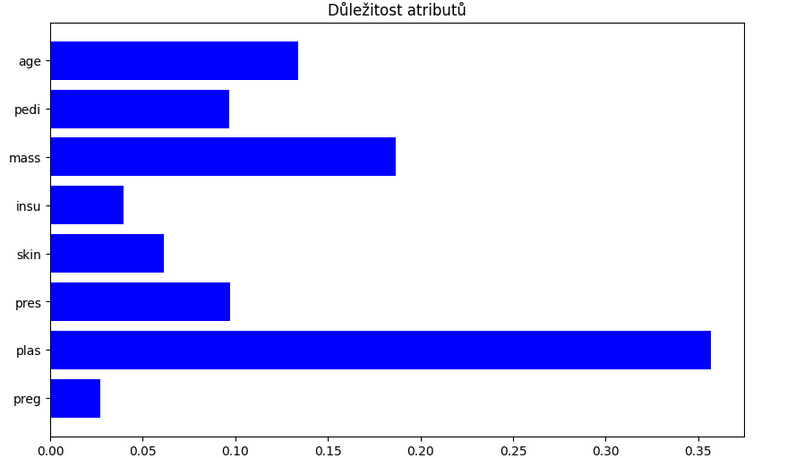 Důležitost atributů
age
pedi
mass
insu
skin
pres
plas
preg
0.00 0.05 0.10 0.15 0.20 0.25 0.30 0.35